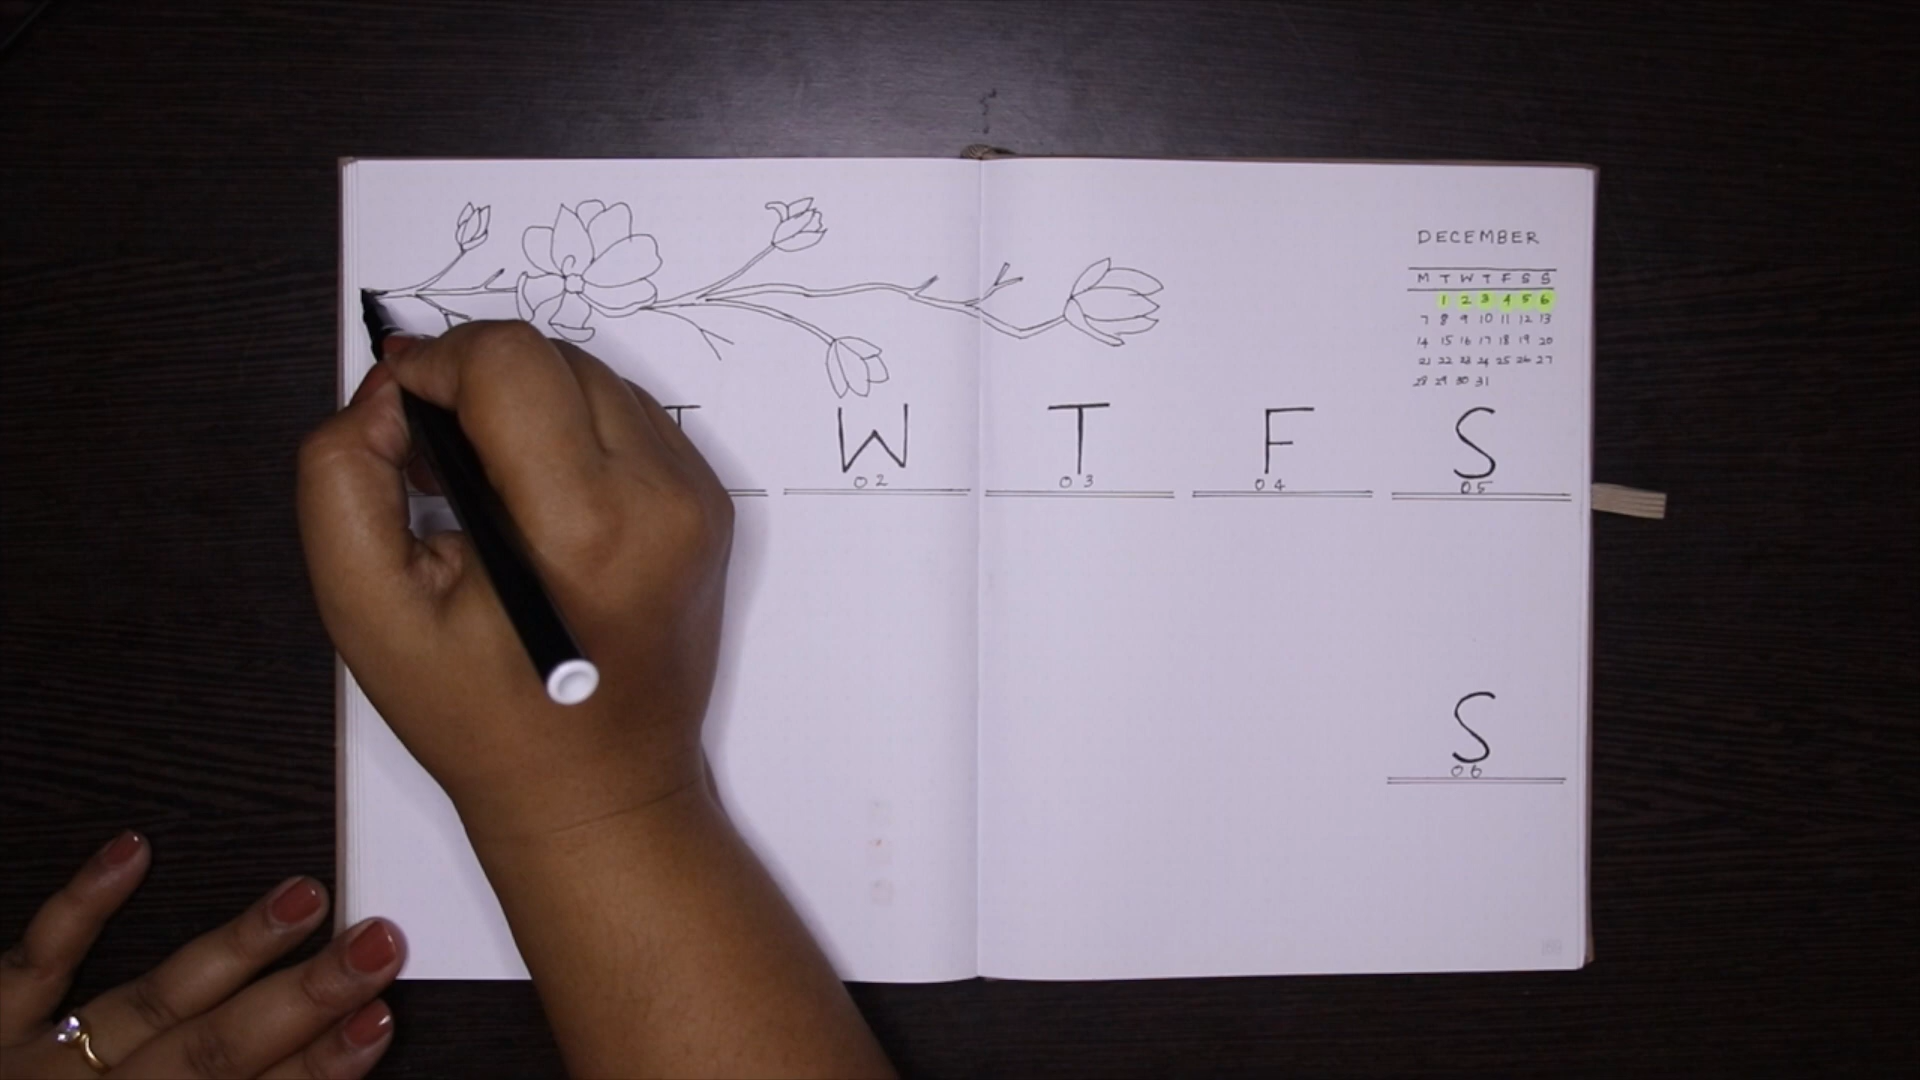 DECEMBER
M T W T F S S
1 2 3 4 5 6
7 8 9 10 11 12 13
14 15 16 17 18 19 20
21 22 23 24 25 26 27
28 29 30 31
T W T F S
02 03 04 05
S
06